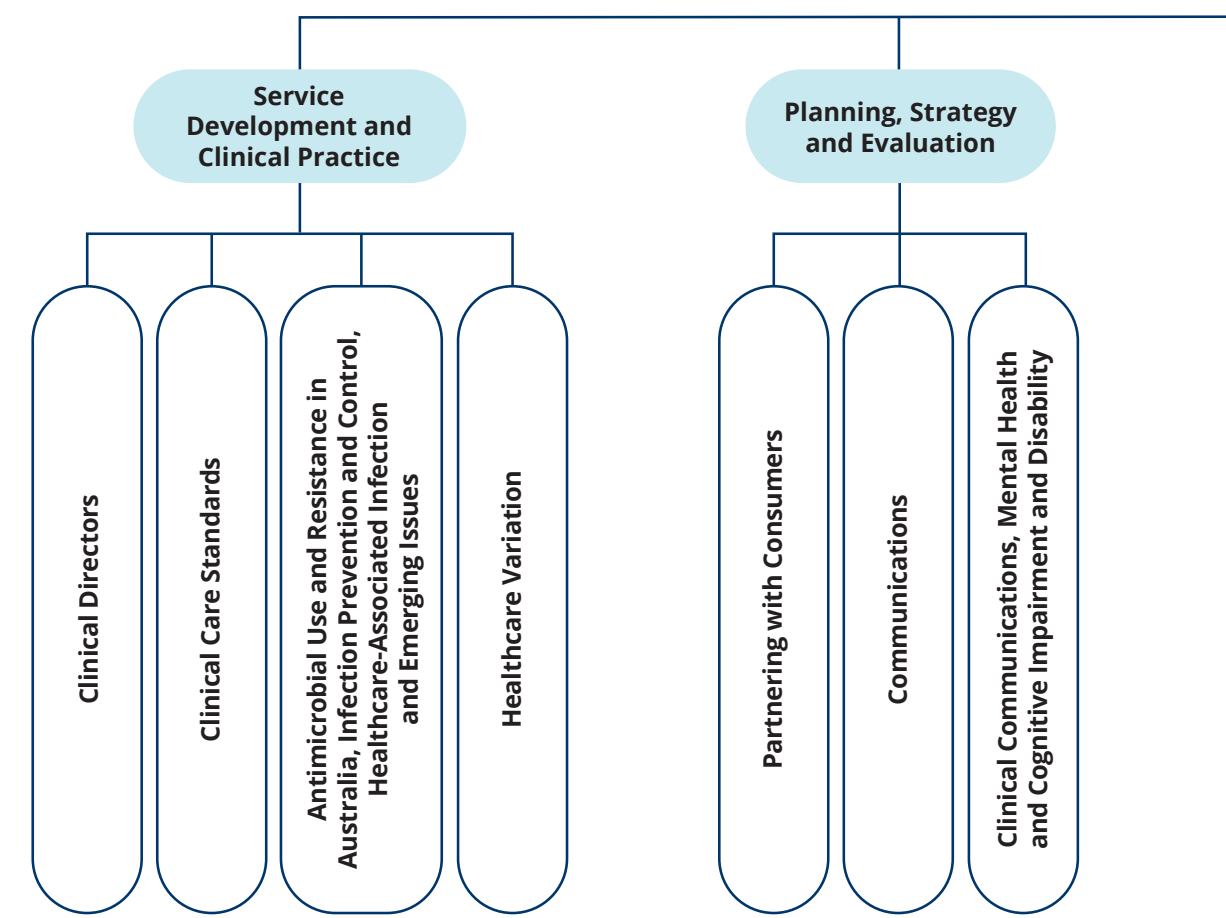 Service
Development and
Clinical Practice
Planning, Strategy
and Evaluation
Clinical Directors
Clinical Care Standards
Antimicrobial Use and Resistance in
Australia, Infection Prevention and Control,
Healthcare-Associated Infection
and Emerging Issues
Healthcare Variation
Partnering with Consumers
Communications
Clinical Communications, Mental Health
and Cognitive Impairment and Disability